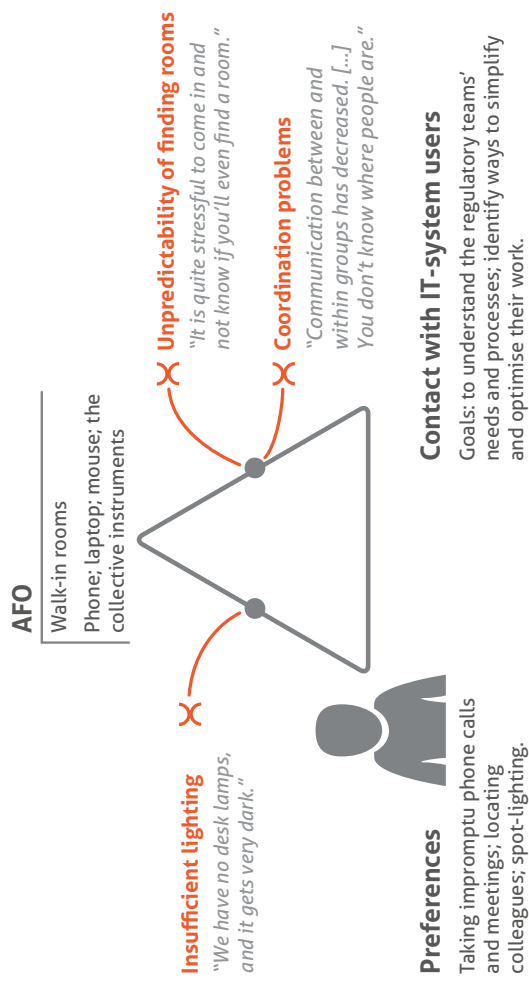 AFO
Walk-in rooms
Phone; laptop; mouse; the
collective instruments
Insufficient lighting
“We have no desk lamps,
and it gets very dark.”
Unpredictability of finding rooms
“It is quite stressful to come in and
not know if you’ll even find a room.”
Coordination problems
“Communication between and
within groups has decreased. [...]
You don’t know where people are.”
Preferences
Taking impromptu phone calls
and meetings; locating
colleagues; spot-lighting.
Contact with IT-system users
Goals: to understand the regulatory teams’
needs and processes; identify ways to simplify
and optimise their work.